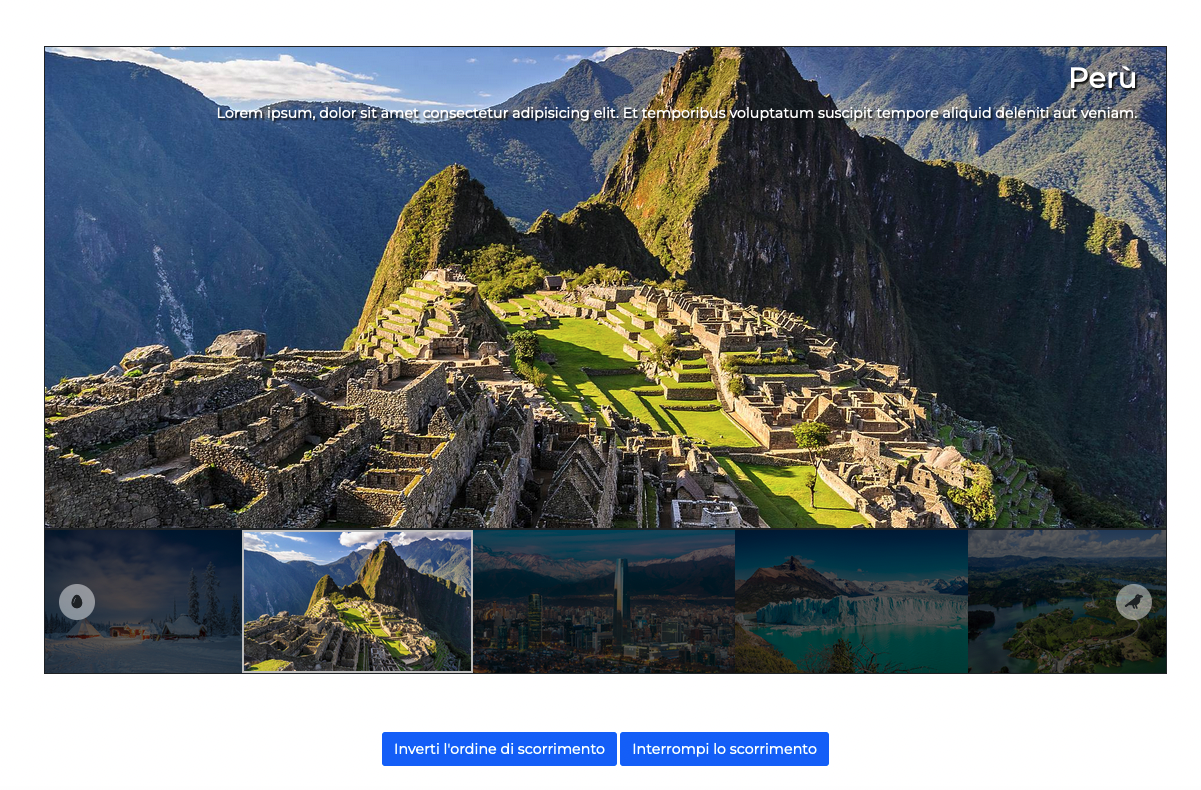 Perù
Lorem ipsum, dolor sit amet consectetur adipisicing elit. Et temporibus voluptatum suscipit tempore aliquid deleniti aut veniam.
Inverti l'ordine di scorrimento
Interrompi lo scorrimento